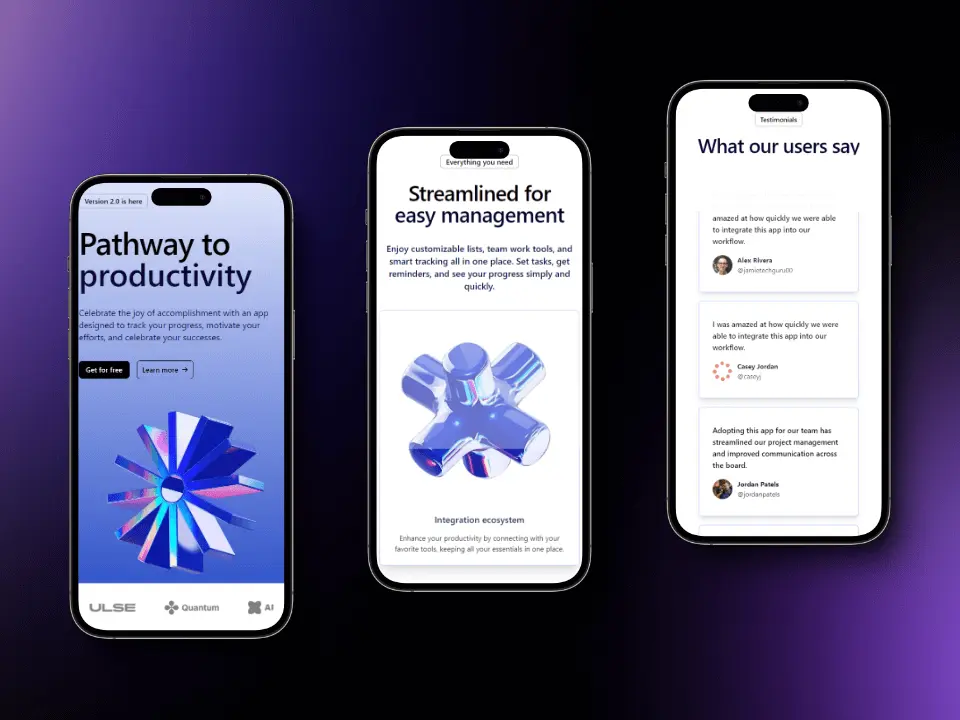 Version 2.0 is here
Pathway to
productivity
Celebrate the joy of accomplishment with an app
designed to track your progress, motivate your
efforts, and celebrate your successes.
Get for free
Learn more →
ULSE
Quantum
AI
Everything you need
Streamlined for
easy management
Enjoy customizable lists, team work tools, and
smart tracking all in one place. Set tasks, get
reminders, and see your progress simply and
quickly.
Integration ecosystem
Enhance your productivity by connecting with your
favorite tools, keeping all your essentials in one place.
Testimonials
What our users say
amazed at how quickly we were able
to integrate this app into our
workflow.
Alex Rivera
@jamietechguru00
I was amazed at how quickly we were
able to integrate this app into our
workflow.
Casey Jordan
@caseyj
Adopting this app for our team has
streamlined our project management
and improved communication across
the board.
Jordan Patels
@jordanpatels